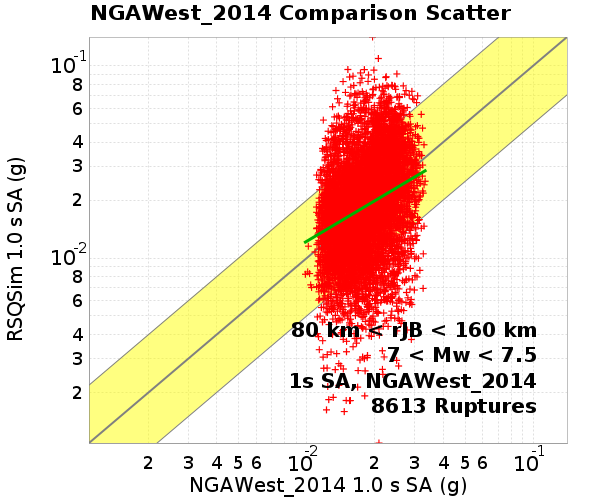 NGAWest_2014 Comparison Scatter
10-1
8
6
4
3
2
10-2
8
6
4
3
2
RSQSim 1.0 s SA (g)
80 km < rJB < 160 km
7 < Mw < 7.5
1s SA, NGAWest_2014
8613 Ruptures
2 3 4 5 6 10-2 2 3 4 5 6 10-1
NGAWest_2014 1.0 s SA (g)